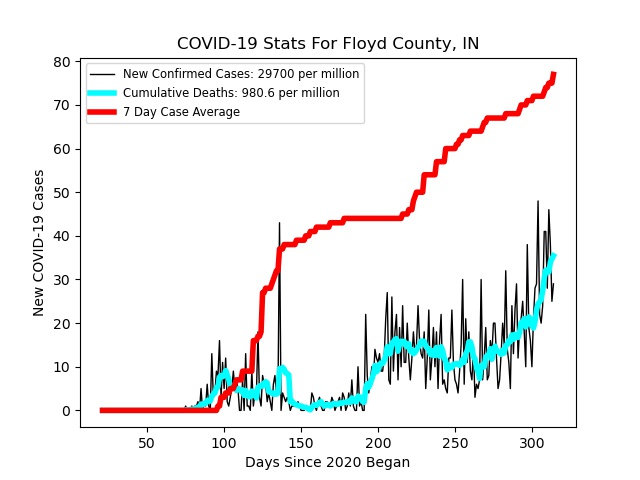 COVID-19 Stats For Floyd County, IN
New Confirmed Cases: 29700 per million
Cumulative Deaths: 980.6 per million
7 Day Case Average
New COVID-19 Cases
80
70
60
50
40
30
20
10
0
50 100 150 200 250 300
Days Since 2020 Began